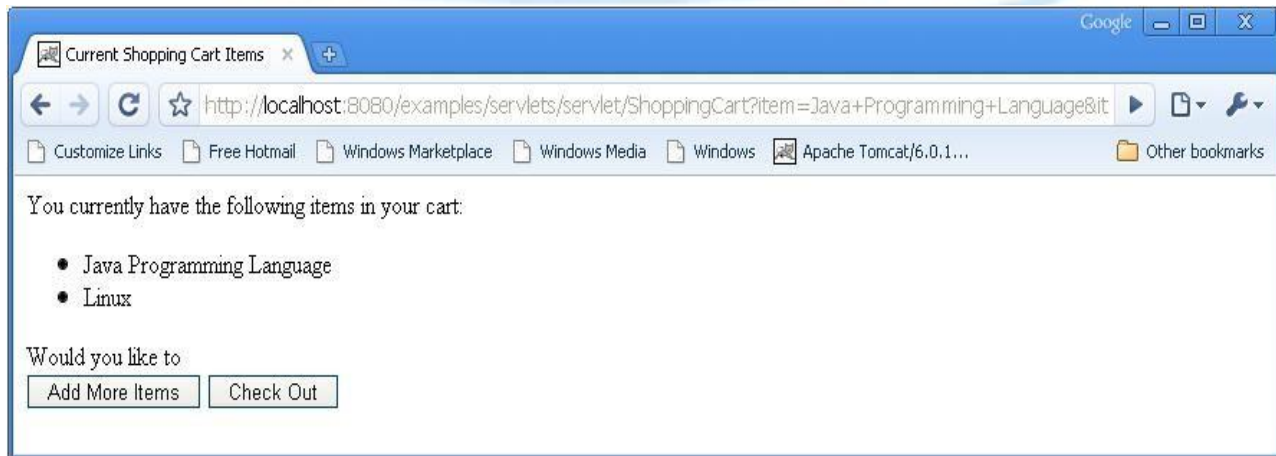 Google
Current Shopping Cart Items
http://localhost:8080/examples/servlets/servlet/ShoppingCart?item=Java+Programming+Language&it
Customize Links Free Hotmail Windows Marketplace Windows Media Windows Apache Tomcat/6.0.1... Other bookmarks
You currently have the following items in your cart:
Java Programming Language
Linux
Would you like to
Add More Items Check Out